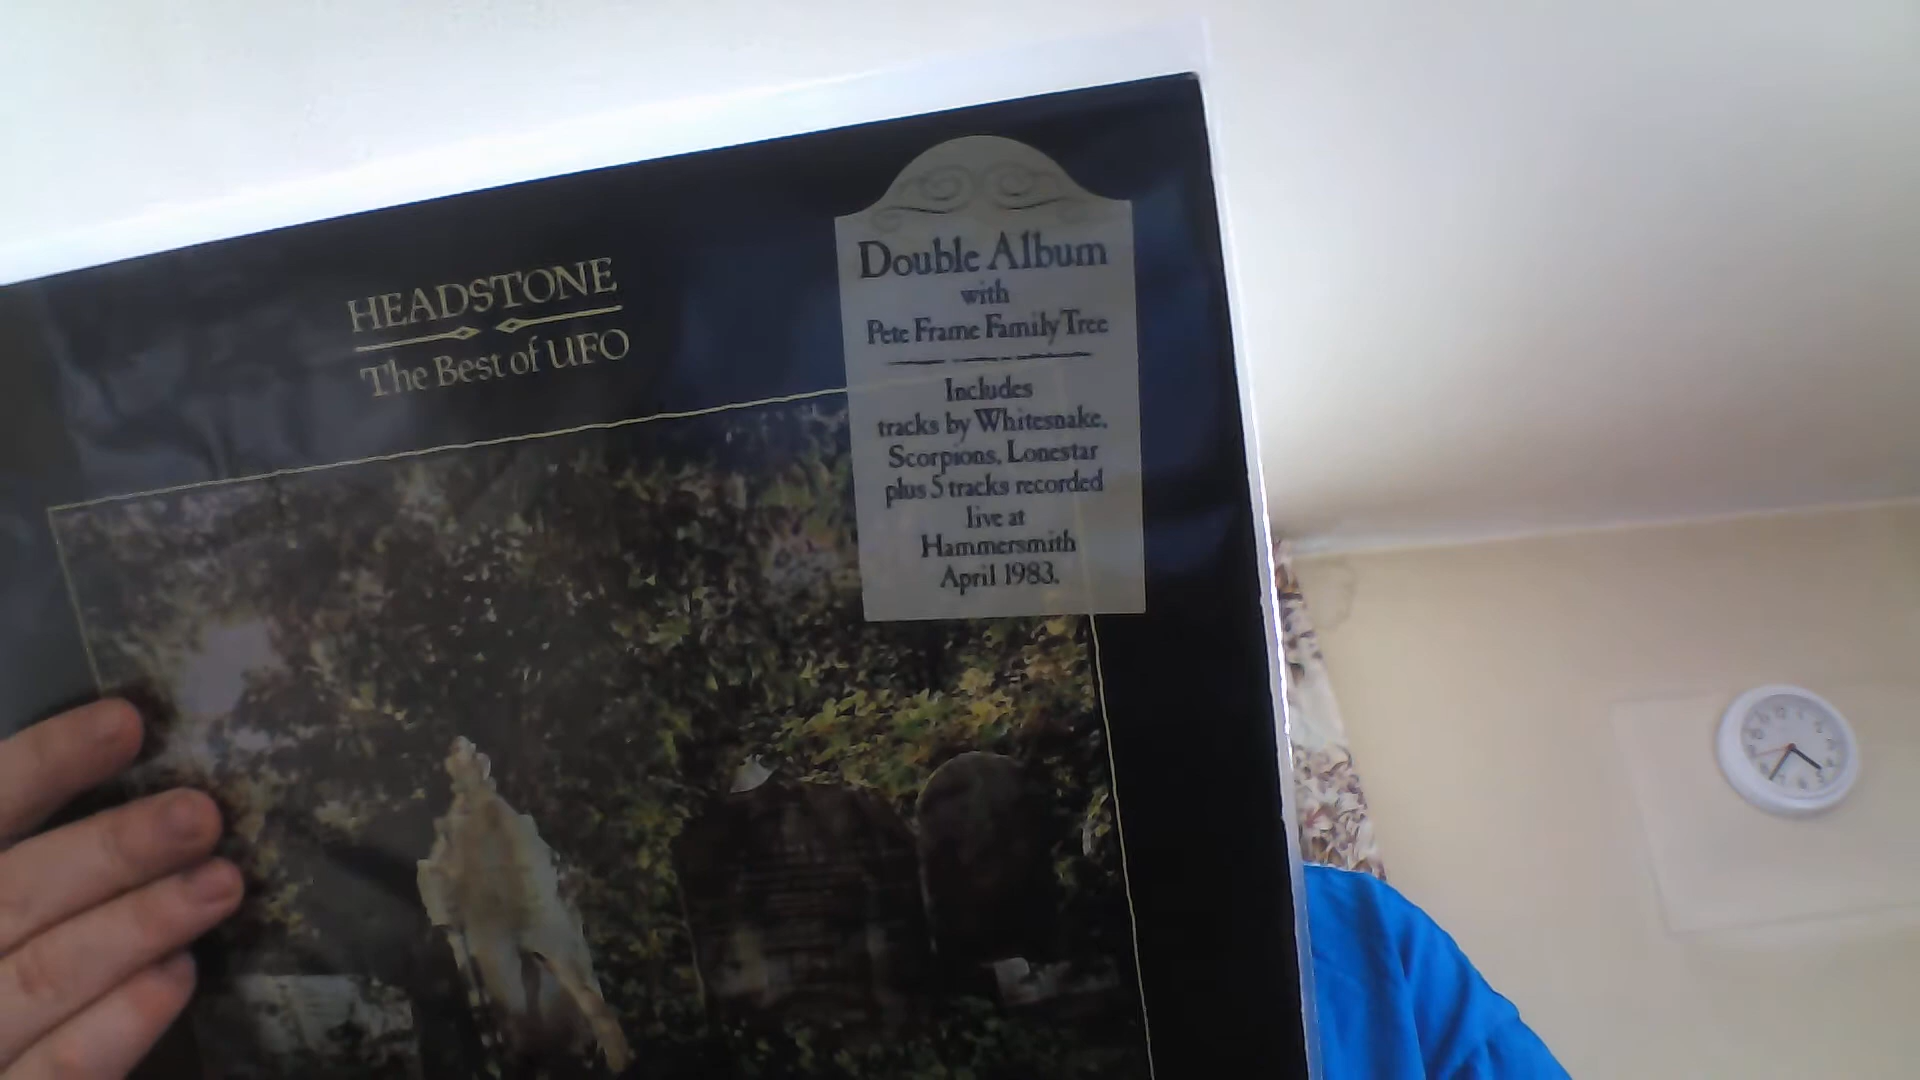 HEADSTONE
The Best of UFO
Double Album
with
Pete Frame Family Tree
Includes
tracks by Whitesnake,
Scorpions, Lonestar
plus 5 tracks recorded
live at
Hammersmith
April 1983.